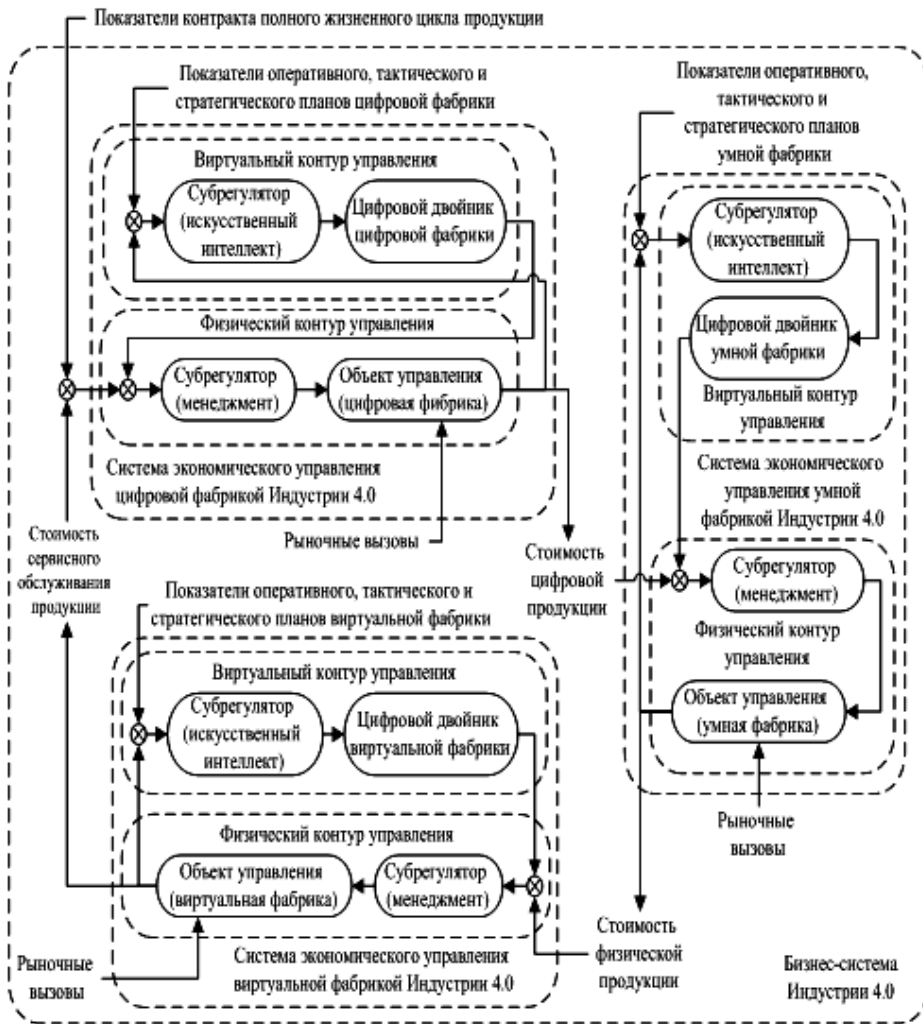 Показатели контракта полного жизненного цикла продукции
Показатели оперативного, тактического и
стратегического планов цифровой фабрики
Виртуальный контур управления
Субрегулятор
(искусственный
интеллект)
Цифровой двойник
цифровой фабрики
Физический контур управления
Субрегулятор
(менеджмент)
Объект управления
(цифровая фибрика)
Система экономического управления
цифровой фабрикой Индустрии 4.0
Рыночные вызовы
Стоимость
сервисного
обслуживания
продукции
Стоимость
цифровой
продукции
Показатели оперативного,
тактического и
стратегического планов
умной фабрики
Субрегулятор
(искусственный
интеллект)
Цифровой двойник
умной фабрики
Виртуальный контур
управления
Система экономического
управления умной
фабрикой Индустрии 4.0
Субрегулятор
(менеджмент)
Физический контур
управления
Объект управления
(умная фабрика)
Рыночные
вызовы
Показатели оперативного, тактического и
стратегического планов виртуальной фабрики
Виртуальный контур управления
Субрегулятор
(искусственный
интеллект)
Цифровой двойник
виртуальной фабрики
Физический контур управления
Объект управления
(виртуальная фабрика)
Субрегулятор
(менеджмент)
Рыночные
вызовы
Система экономического управления
виртуальной фабрикой Индустрии 4.0
Стоимость
физической
продукции
Бизнес-система
Индустрии 4.0